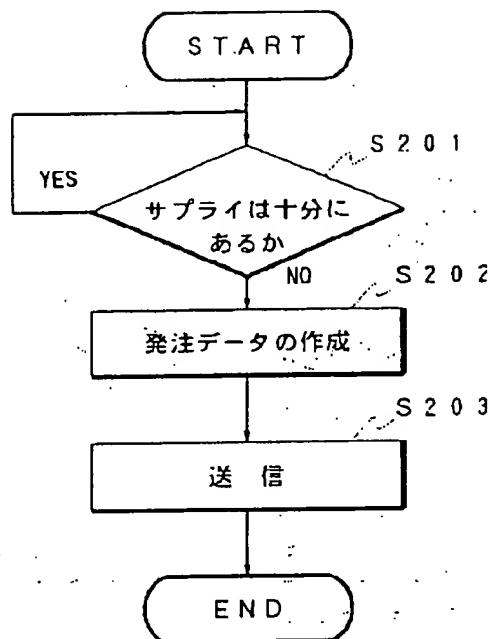 START
S201
YES
サプライは十分に
あるか
NO
S202
発注データの作成
S203
送信
END